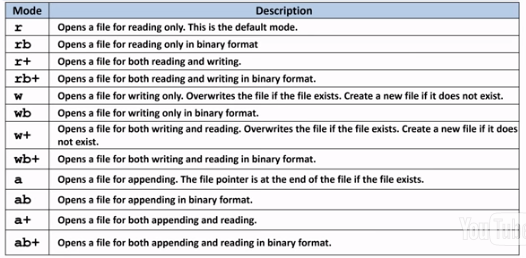 Mode Description
r Opens a file for reading only. This is the default mode.
rb Opens a file for reading only in binary format
r+ Opens a file for both reading and writing.
rb+ Opens a file for both reading and writing in binary format.
w Opens a file for writing only. Overwrites the file if the file exists. Create a new file if it does not exist.
wb Opens a file for writing only in binary format.
w+ Opens a file for both writing and reading. Overwrites the file if the file exists. Create a new file if it does
not exist.
wb+ Opens a file for both writing and reading in binary format.
a Opens a file for appending. The file pointer is at the end of the file if the file exists.
ab Opens a file for appending in binary format.
a+ Opens a file for both appending and reading.
ab+ Opens a file for both appending and reading in binary format.
YouTube